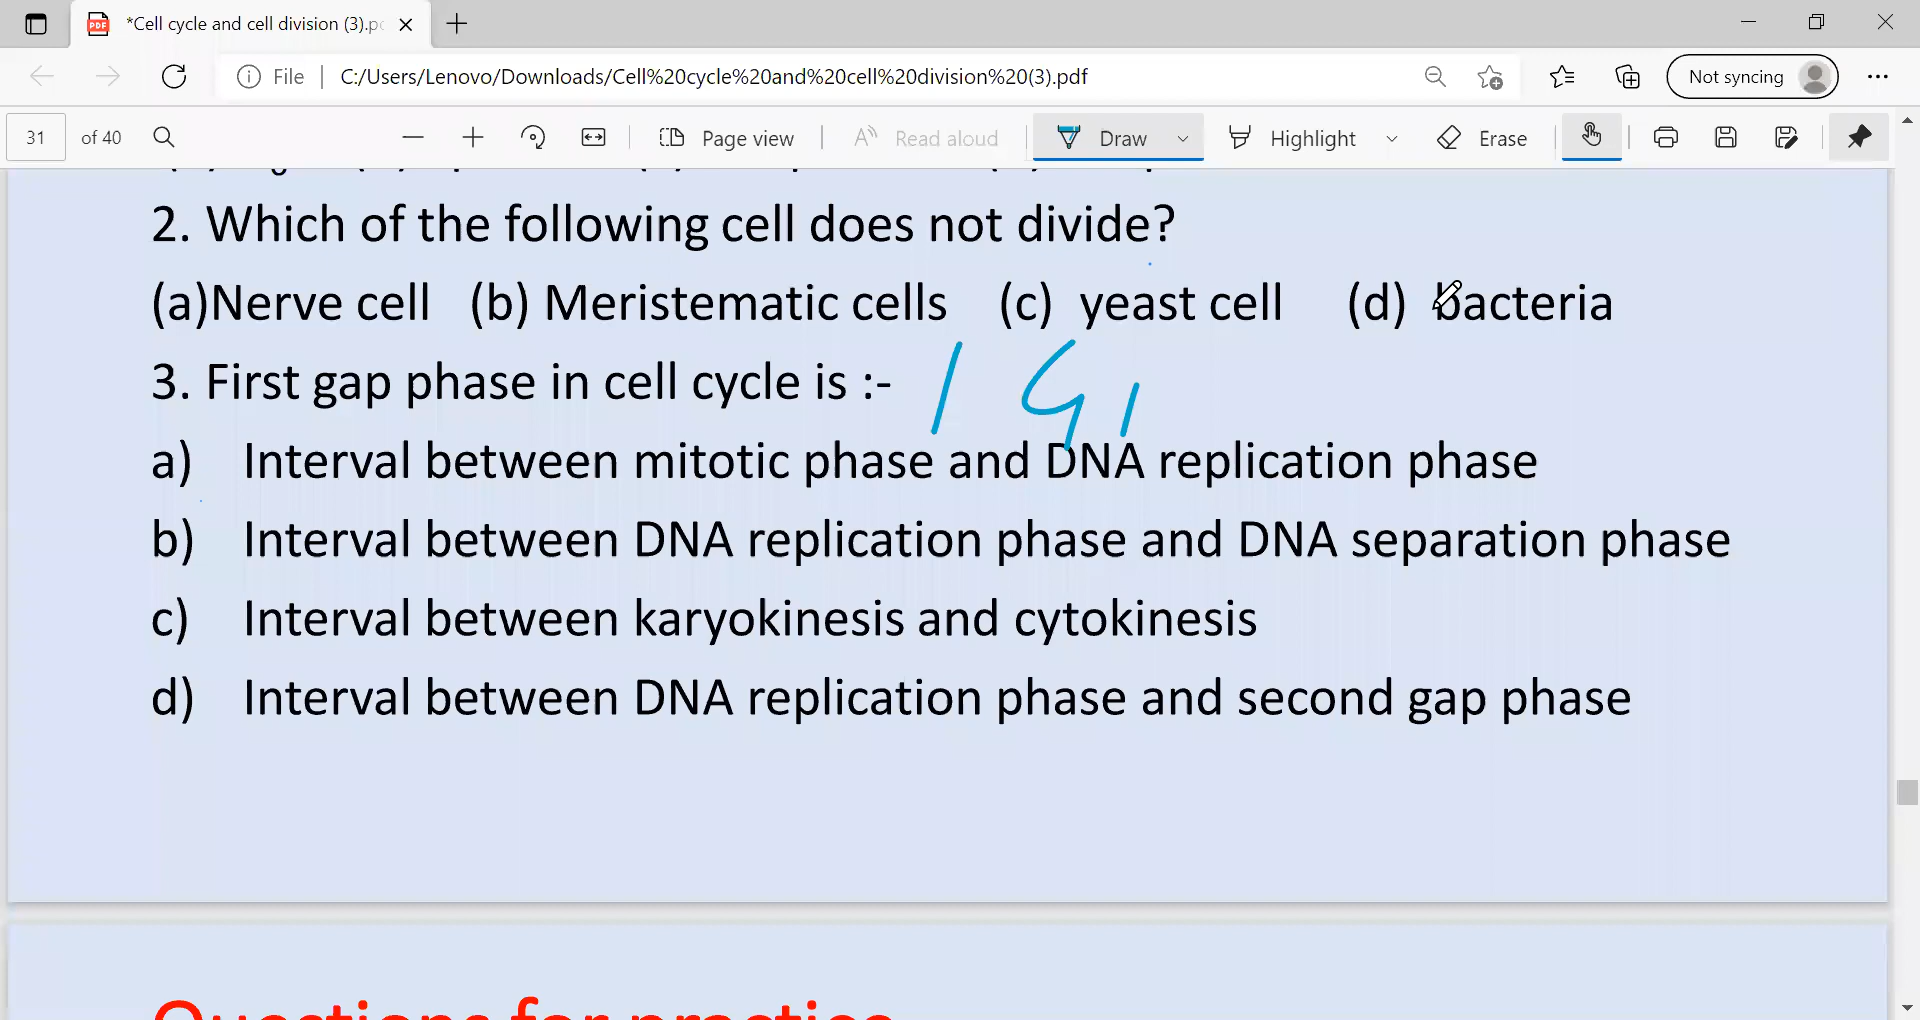 *Cell cycle and cell division (3).p
File | C:/Users/Lenovo/Downloads/Cell%20cycle%20and%20cell%20division%20(3).pdf
Not syncing
31 of 40
Page view
Read aloud
Draw
Highlight
Erase
2. Which of the following cell does not divide?
(a)Nerve cell (b) Meristematic cells (c) yeast cell (d) bacteria
3. First gap phase in cell cycle is :- / G1
a) Interval between mitotic phase and DNA replication phase
b) Interval between DNA replication phase and DNA separation phase
c) Interval between karyokinesis and cytokinesis
d) Interval between DNA replication phase and second gap phase
Questions for practice